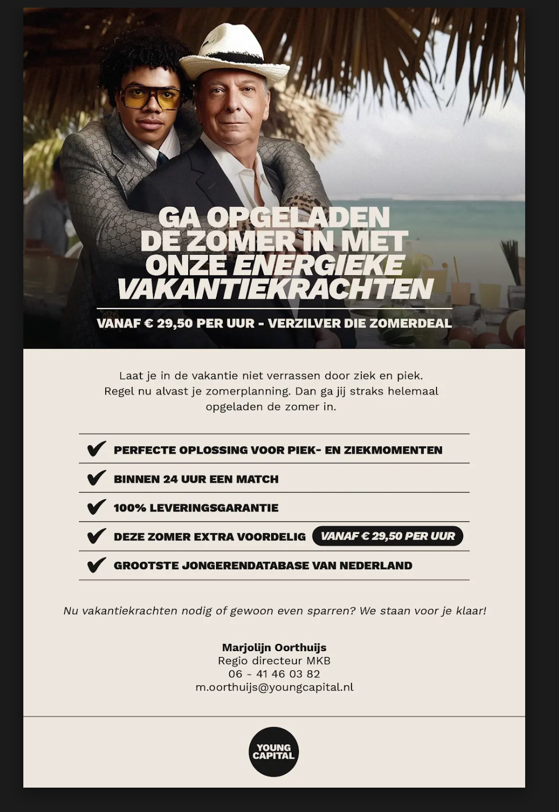 GA OPGELADEN
DE ZOMER IN MET
ONZE ENERGIEKE
VAKANTIEKRACHTEN
VANAF € 29,50 PER UUR - VERZILVER DIE ZOMERDEAL
Laat je in de vakantie niet verrassen door ziek en piek.
Regel nu alvast je zomerplanning. Dan ga jij straks helemaal
opgeladen de zomer in.
✔ PERFECTE OPLOSSING VOOR PIEK- EN ZIEKMOMENTEN
✔ BINNEN 24 UUR EEN MATCH
✔ 100% LEVERINGSGARANTIE
✔ DEZE ZOMER EXTRA VOORDELIG VANAF € 29,50 PER UUR
✔ GROOTSTE JONGERENDATABASE VAN NEDERLAND
Nu vakantiekrachten nodig of gewoon even sparren? We staan voor je klaar!
Marjolijn Oorthuijs
Regio directeur MKB
06 - 41 46 03 82
m.oorthuijs@youngcapital.nl
YOUNG
CAPITAL